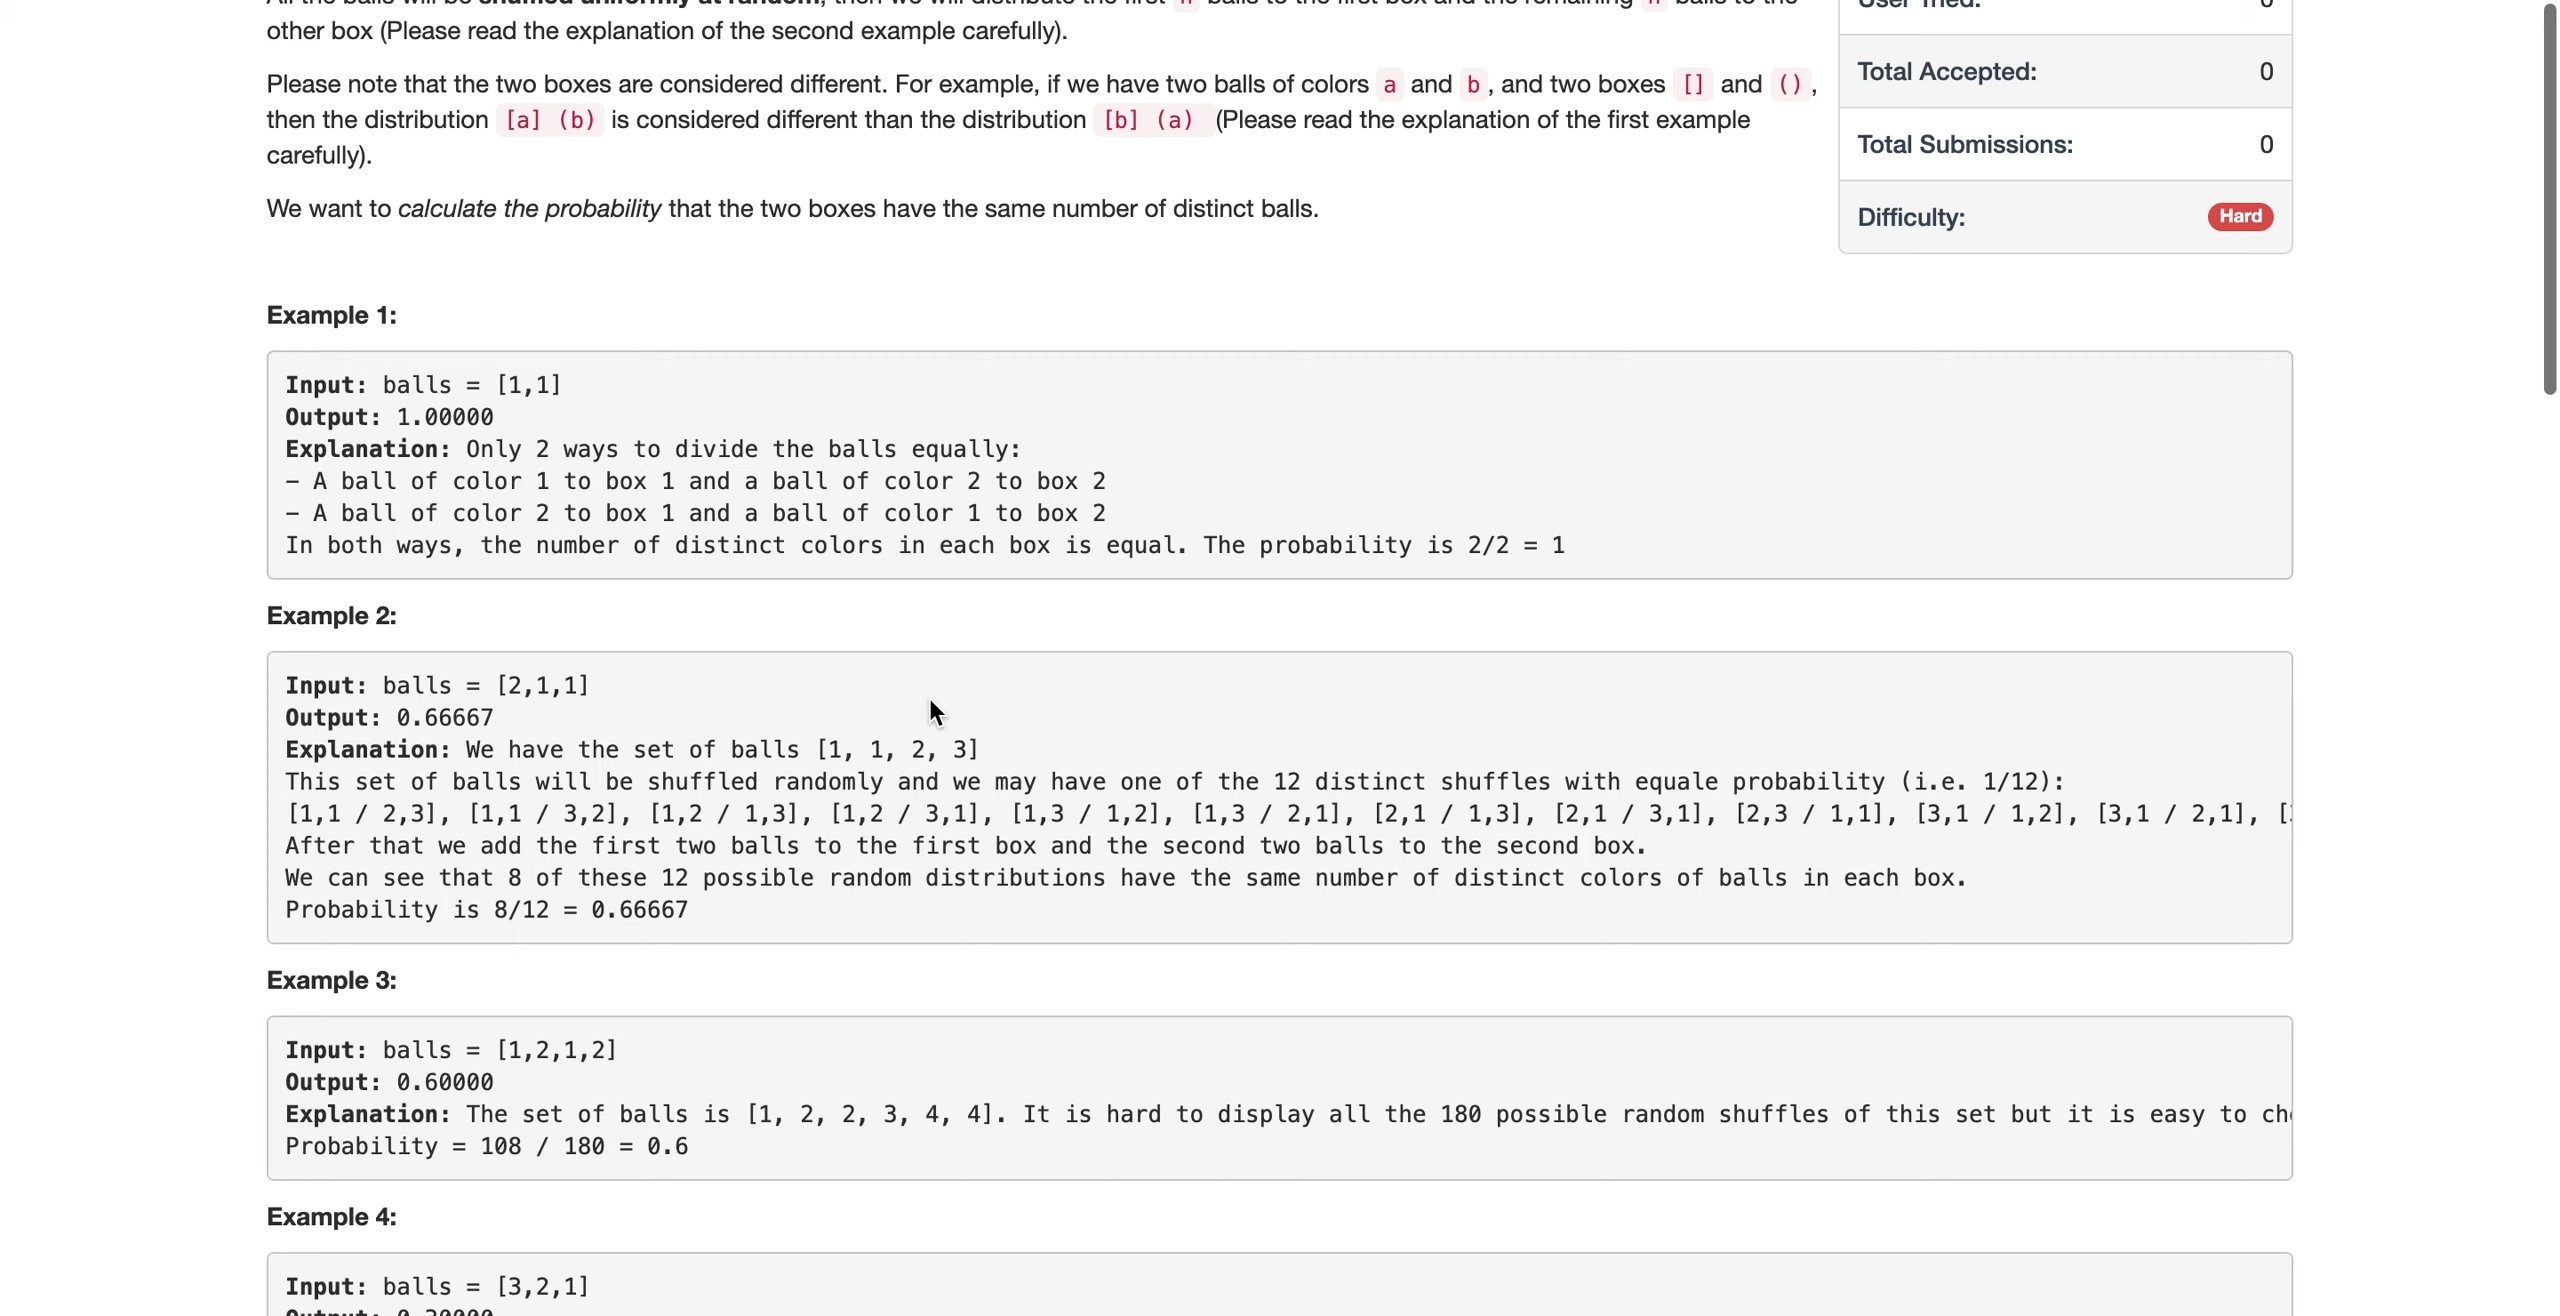 other box (Please read the explanation of the second example carefully).
Please note that the two boxes are considered different. For example, if we have two balls of colors a and b, and two boxes [] and (),
then the distribution [a] (b) is considered different than the distribution [b] (a) (Please read the explanation of the first example
carefully).
We want to calculate the probability that the two boxes have the same number of distinct balls.
Total Accepted: 0
Total Submissions: 0
Difficulty: Hard
Example 1:
Input: balls = [1,1]
Output: 1.00000
Explanation: Only 2 ways to divide the balls equally:
- A ball of color 1 to box 1 and a ball of color 2 to box 2
- A ball of color 2 to box 1 and a ball of color 1 to box 2
In both ways, the number of distinct colors in each box is equal. The probability is 2/2 = 1
Example 2:
Input: balls = [2,1,1]
Output: 0.66667
Explanation: We have the set of balls [1, 1, 2, 3]
This set of balls will be shuffled randomly and we may have one of the 12 distinct shuffles with equale probability (i.e. 1/12):
[1,1 / 2,3], [1,1 / 3,2], [1,2 / 1,3], [1,2 / 3,1], [1,3 / 1,2], [1,3 / 2,1], [2,1 / 1,3], [2,1 / 3,1], [2,3 / 1,1], [3,1 / 1,2], [3,1 / 2,1], [
After that we add the first two balls to the first box and the second two balls to the second box.
We can see that 8 of these 12 possible random distributions have the same number of distinct colors of balls in each box.
Probability is 8/12 = 0.66667
Example 3:
Input: balls = [1,2,1,2]
Output: 0.60000
Explanation: The set of balls is [1, 2, 2, 3, 4, 4]. It is hard to display all the 180 possible random shuffles of this set but it is easy to
Probability = 108 / 180 = 0.6
Example 4:
Input: balls = [3,2,1]